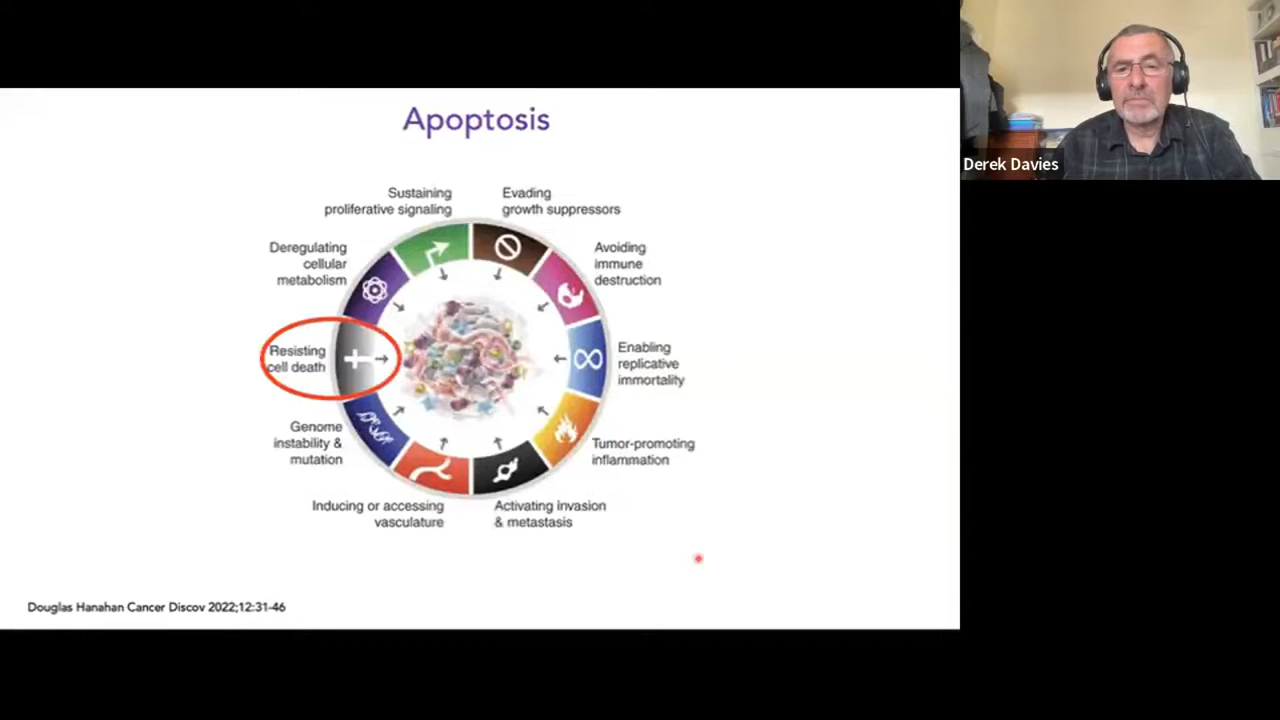 Apoptosis
Sustaining
proliferative signaling
Evading
growth suppressors
Deregulating
cellular
metabolism
Avoiding
immune
destruction
Resisting
cell death
Enabling
replicative
immortality
Genome
instability &
mutation
Tumor-promoting
inflammation
Inducing or accessing
vasculature
Activating invasion
& metastasis
Douglas Hanahan Cancer Discov 2022;12:31-46
Derek Davies